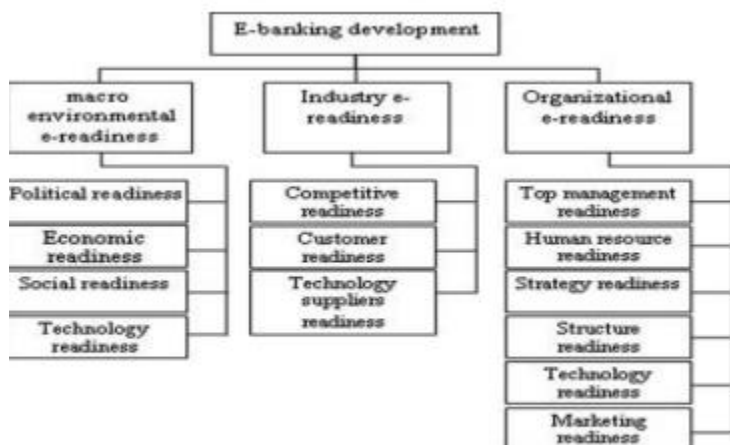 E-banking development
macro
environmental
e-readiness
Industry e-
readiness
Organizational
e-readiness
Political readiness
Economic
readiness
Social readiness
Technology
readiness
Competitive
readiness
Customer
readiness
Technology
suppliers
readiness
Top management
readiness
Human resource
readiness
Strategy readiness
Structure
readiness
Technology
readiness
Marketing
readiness